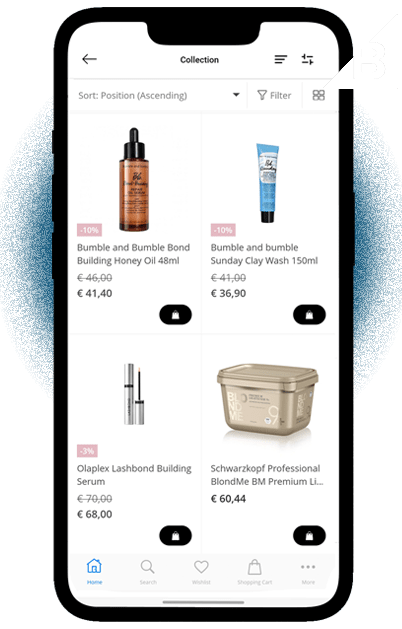 Collection
Sort: Position (Ascending)
Filter
-10%
Bumble and Bumble Bond
Building Honey Oil 48ml
€ 46,00
€ 41,40
-10%
Bumble and bumble
Sunday Clay Wash 150ml
€ 41,00
€ 36,90
-3%
Olaplex Lashbond Building
Serum
€ 70,00
€ 68,00
Schwarzkopf Professional
BlondMe BM Premium Li...
€ 60,44
Home
Search
Wishlist
Shopping Cart
More